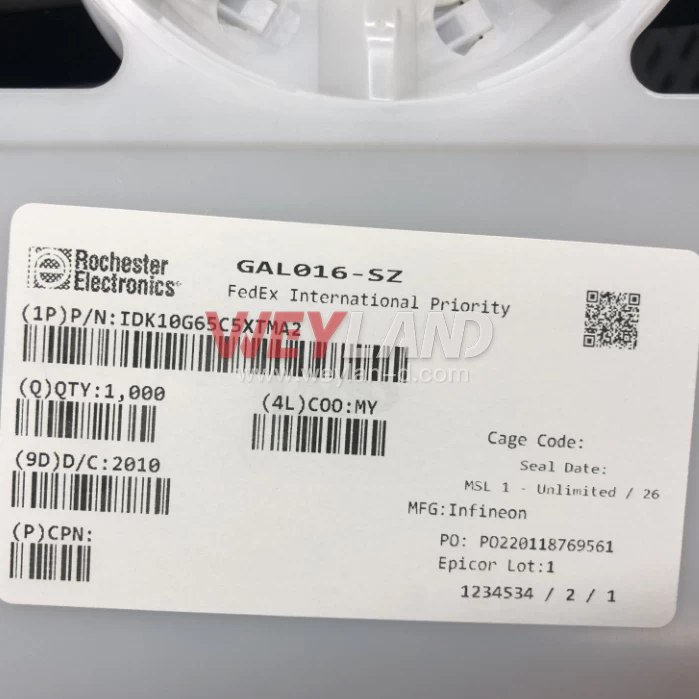 Rochester
Electronics
GAL016-SZ
FedEx International Priority
(1P)P/N:IDK10G65C5XTMA2
WEYLAND
www.weyland-d.com
(Q)QTY:1,000
(4L)COO:MY
Cage Code:
(9D)D/C:2010
Seal Date:
MSL 1 - Unlimited / 26
MFG:Infineon
(P)CPN:
PO: PO220118769561
Epicor Lot:1
1234534 / 2 / 1